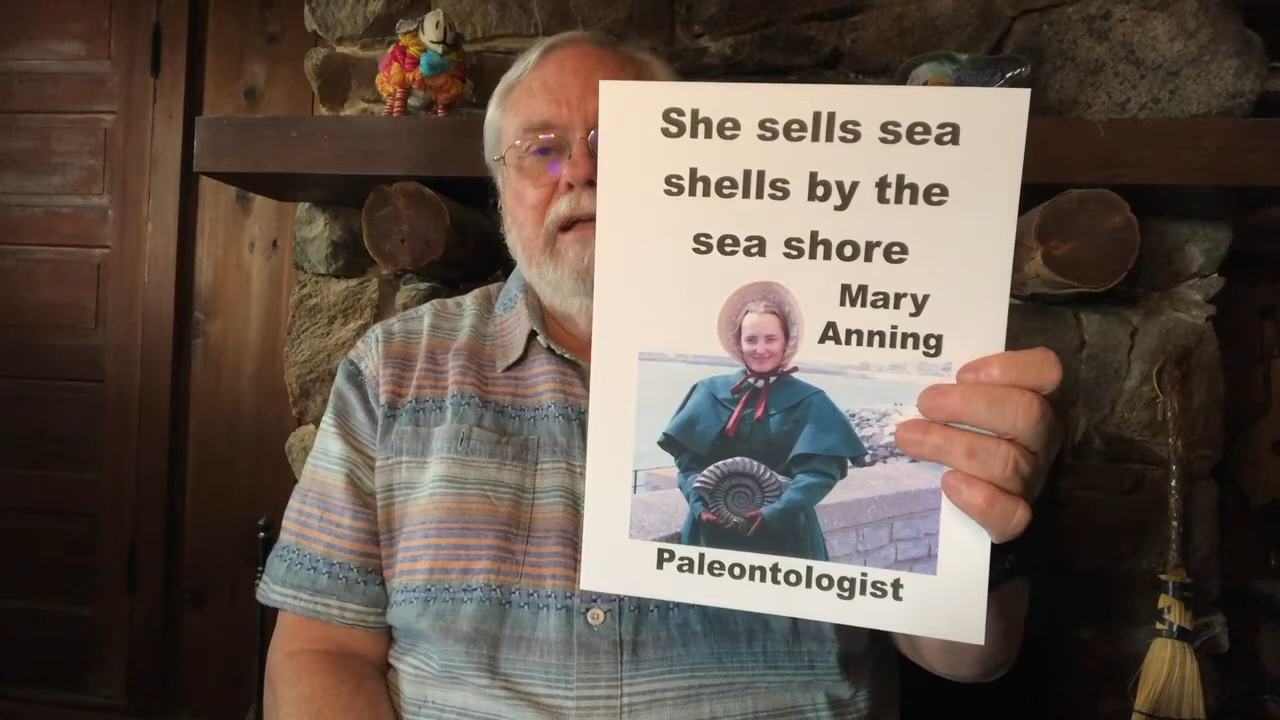 She sells sea
shells by the
sea shore
Mary
Anning
Paleontologist